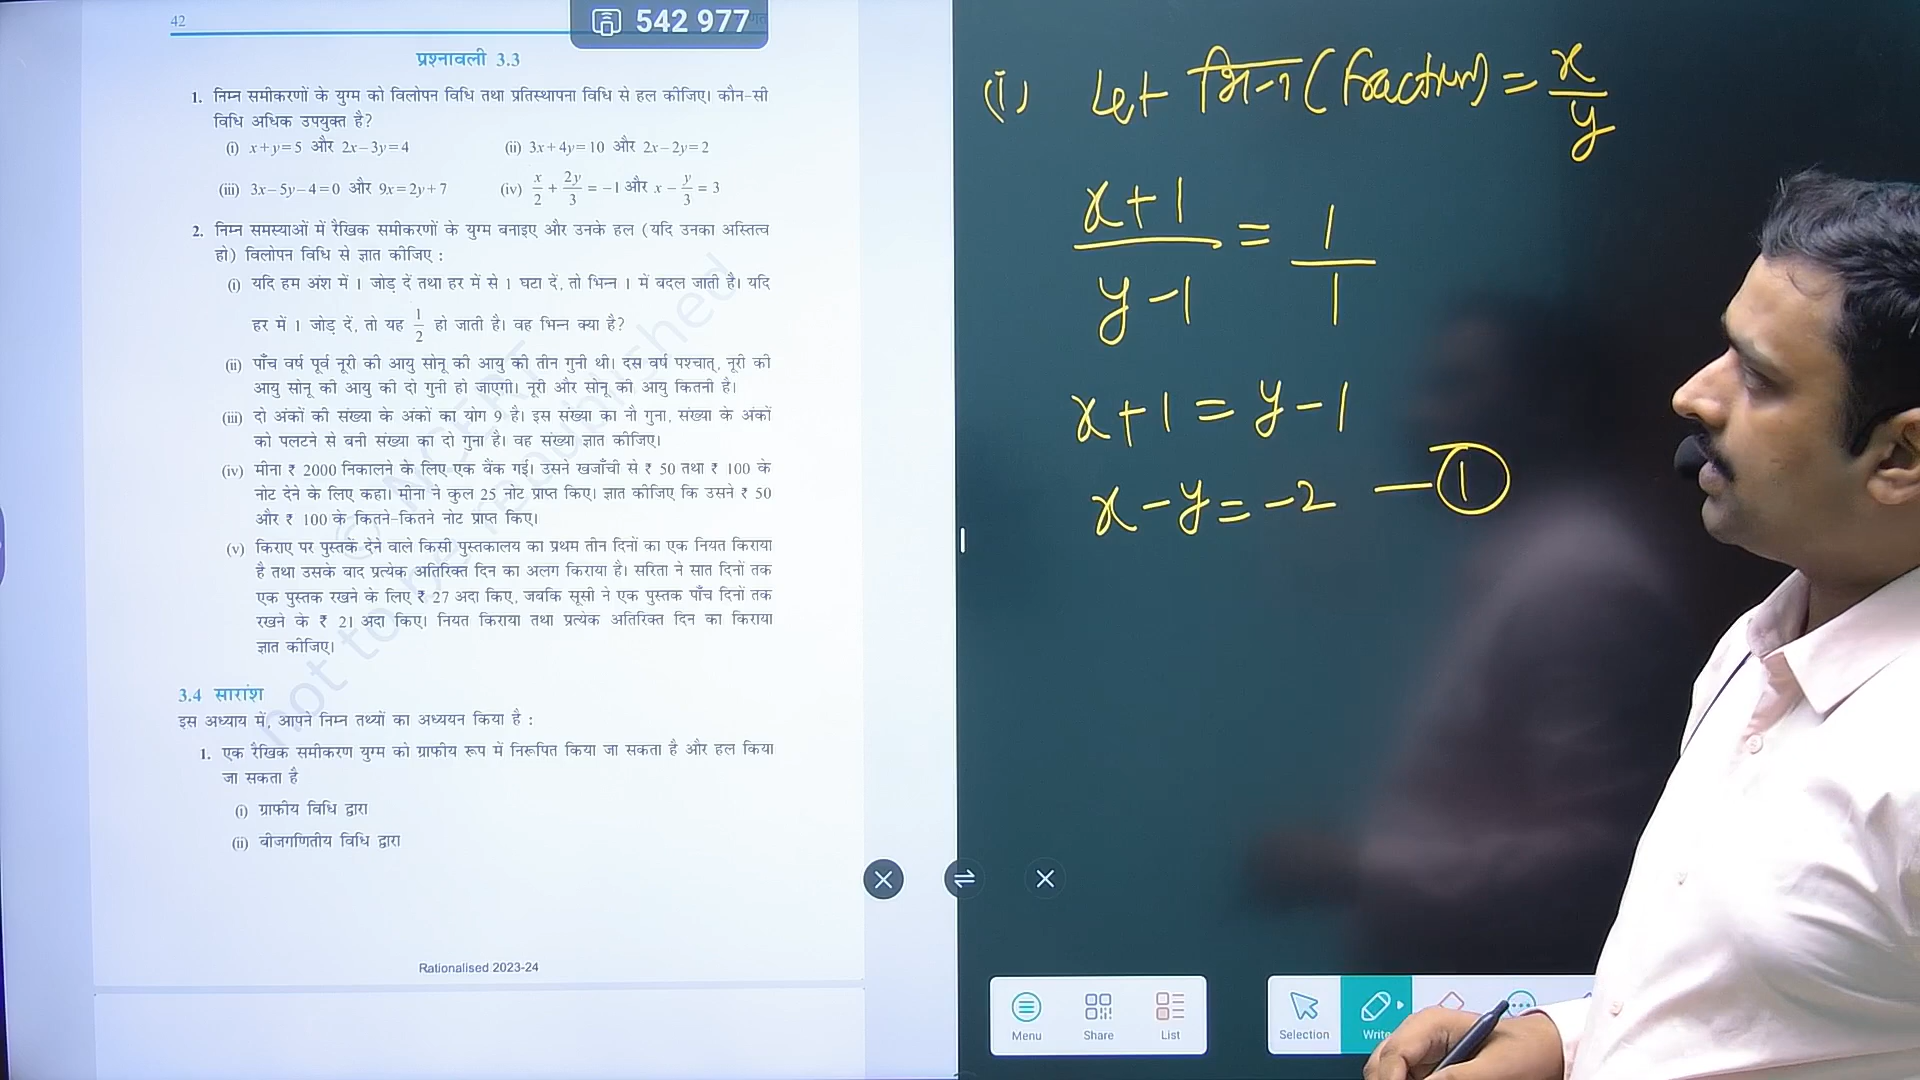 42
542 977
प्रश्नावली 3.3
1. निम्न समीकरणों के युग्म को विलोपन विधि तथा प्रतिस्थापना विधि से हल कीजिए। कौन-सी
विधि अधिक उपयुक्त है?
(i) x+y=5 और 2x−3y=4 (ii) 3x+4y=10 और 2x−2y=2
(iii) 3x−5y−4=0 और 9x=2y+7 (iv) x/2 + 2y/3 = −1 और x − y/3 = 3
2. निम्न समस्याओं में रैखिक समीकरणों के युग्म बनाइए और उनके हल (यदि उनका अस्तित्व
हो) विलोपन विधि से ज्ञात कीजिए :
(i) यदि हम अंश में 1 जोड़ दें तथा हर में से 1 घटा दें, तो भिन्न 1 में बदल जाती है। यदि
हर में 1 जोड़ दें, तो यह 1/2 हो जाती है। वह भिन्न क्या है?
(ii) पाँच वर्ष पूर्व नूरी की आयु सोनू की आयु की तीन गुनी थी। दस वर्ष पश्चात्, नूरी की
आयु सोनू की आयु की दो गुनी हो जाएगी। नूरी और सोनू की आयु कितनी है।
(iii) दो अंकों की संख्या के अंकों का योग 9 है। इस संख्या का नौ गुना, संख्या के अंकों
को पलटने से बनी संख्या का दो गुना है। वह संख्या ज्ञात कीजिए।
(iv) मीना ₹ 2000 निकालने के लिए एक बैंक गई। उसने खजाँची से ₹ 50 तथा ₹ 100 के
नोट देने के लिए कहा। मीना ने कुल 25 नोट प्राप्त किए। ज्ञात कीजिए कि उसने ₹ 50
और ₹ 100 के कितने-कितने नोट प्राप्त किए।
(v) किराए पर पुस्तकें देने वाले किसी पुस्तकालय का प्रथम तीन दिनों का एक नियत किराया
है तथा उसके बाद प्रत्येक अतिरिक्त दिन का अलग किराया है। सरिता ने सात दिनों तक
एक पुस्तक रखने के लिए ₹ 27 अदा किए, जबकि सूसी ने एक पुस्तक पाँच दिनों तक
रखने के ₹ 21 अदा किए। नियत किराया तथा प्रत्येक अतिरिक्त दिन का किराया
ज्ञात कीजिए।
3.4 सारांश
इस अध्याय में, आपने निम्न तथ्यों का अध्ययन किया है :
1. एक रैखिक समीकरण युग्म को ग्राफीय रूप में निरूपित किया जा सकता है और हल किया
जा सकता है
(i) ग्राफीय विधि द्वारा
(ii) बीजगणितीय विधि द्वारा
Rationalised 2023-24
© NCERT
not to be republished
(i) Let भिन्न (fraction) = x/y
x+1/y−1 = 1/1
x+1 = y−1
x−y = −2 — ①
Menu Share List
Selection Write